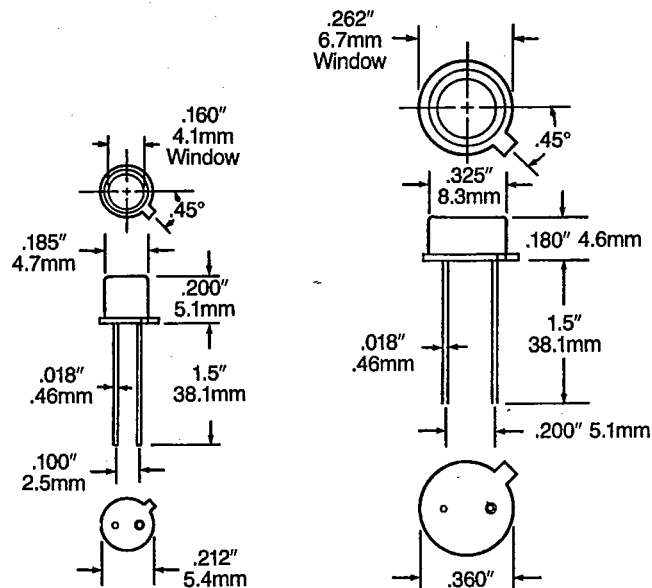 .160″
4.1mm
Window
.45°
.185″
4.7mm
.200″
5.1mm
.018″
.46mm
1.5″
38.1mm
.100″
2.5mm
.212″
5.4mm
.262″
6.7mm
Window
.45°
.325″
8.3mm
.180″ 4.6mm
.018″
.46mm
1.5″
38.1mm
.200″ 5.1mm
.360″